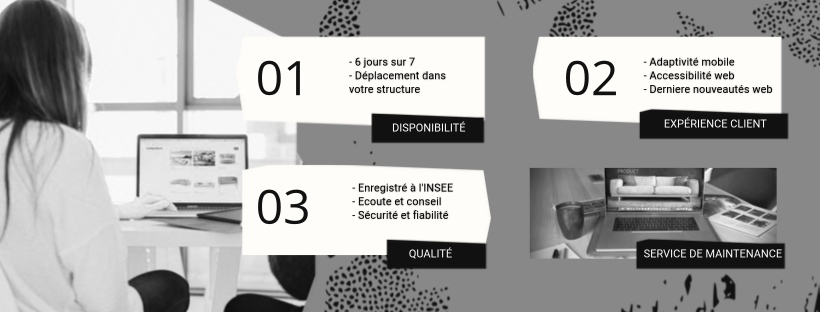 01
- 6 jours sur 7
- Déplacement dans
votre structure
DISPONIBILITÉ
02
- Adaptivité mobile
- Accessibilité web
- Derniere nouveautés web
EXPÉRIENCE CLIENT
03
- Enregistré à l'INSEE
- Ecoute et conseil
- Sécurité et fiabilité
QUALITÉ
PRODUCT
SERVICE DE MAINTENANCE